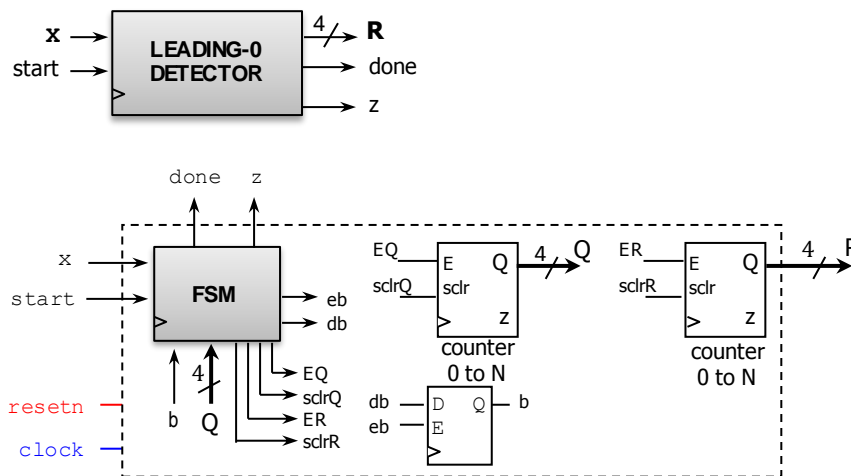 x
start
LEADING-0
DETECTOR
4
R
done
z
done
z
x
start
FSM
eb
db
b
4
Q
EQ
sclrQ
ER
sclrR
resetn
clock
EQ
sclrQ
E
sclr
Q
z
4
Q
counter
0 to N
db
eb
D
E
Q
b
ER
sclrR
E
sclr
Q
z
4
counter
0 to N